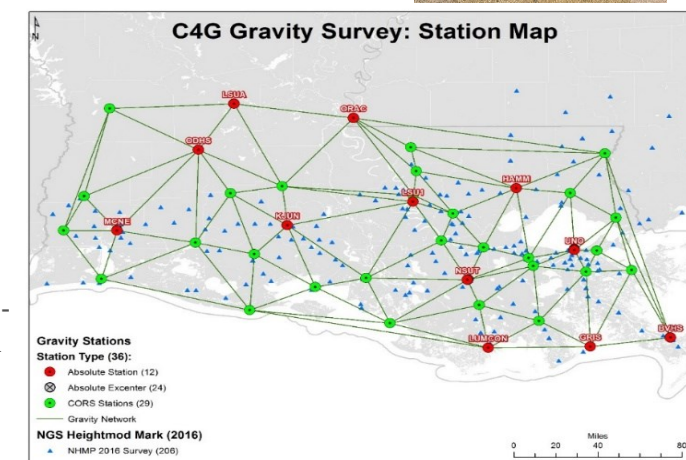 C4G Gravity Survey: Station Map
N
LSUA
GRAC
ODHS
HAMM
LSU1
MCNE
KJUN
UNO
NSUT
LUMCON
GRIS
BVHS
Gravity Stations
Station Type (36):
Absolute Station (12)
Absolute Excenter (24)
CORS Stations (29)
Gravity Network
NGS Heightmod Mark (2016)
NHMP 2016 Survey (206)
Miles
0 20 40 80